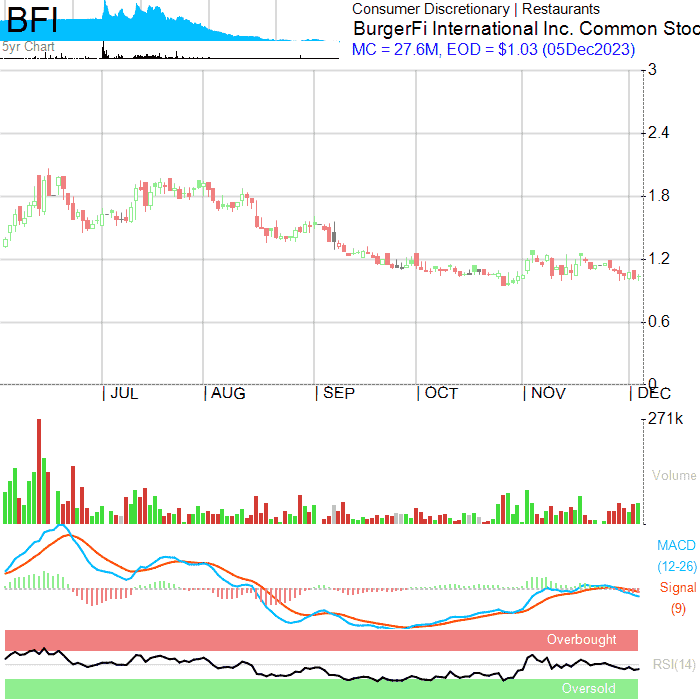 BFI
5yr Chart
Consumer Discretionary | Restaurants
BurgerFi International Inc. Common Stoc
MC = 27.6M, EOD = $1.03 (05Dec2023)
3
2.4
1.8
1.2
0.6
0
| JUL | AUG | SEP | OCT | NOV | DEC
271k
Volume
MACD
(12-26)
Signal
(9)
Overbought
RSI(14)
Oversold